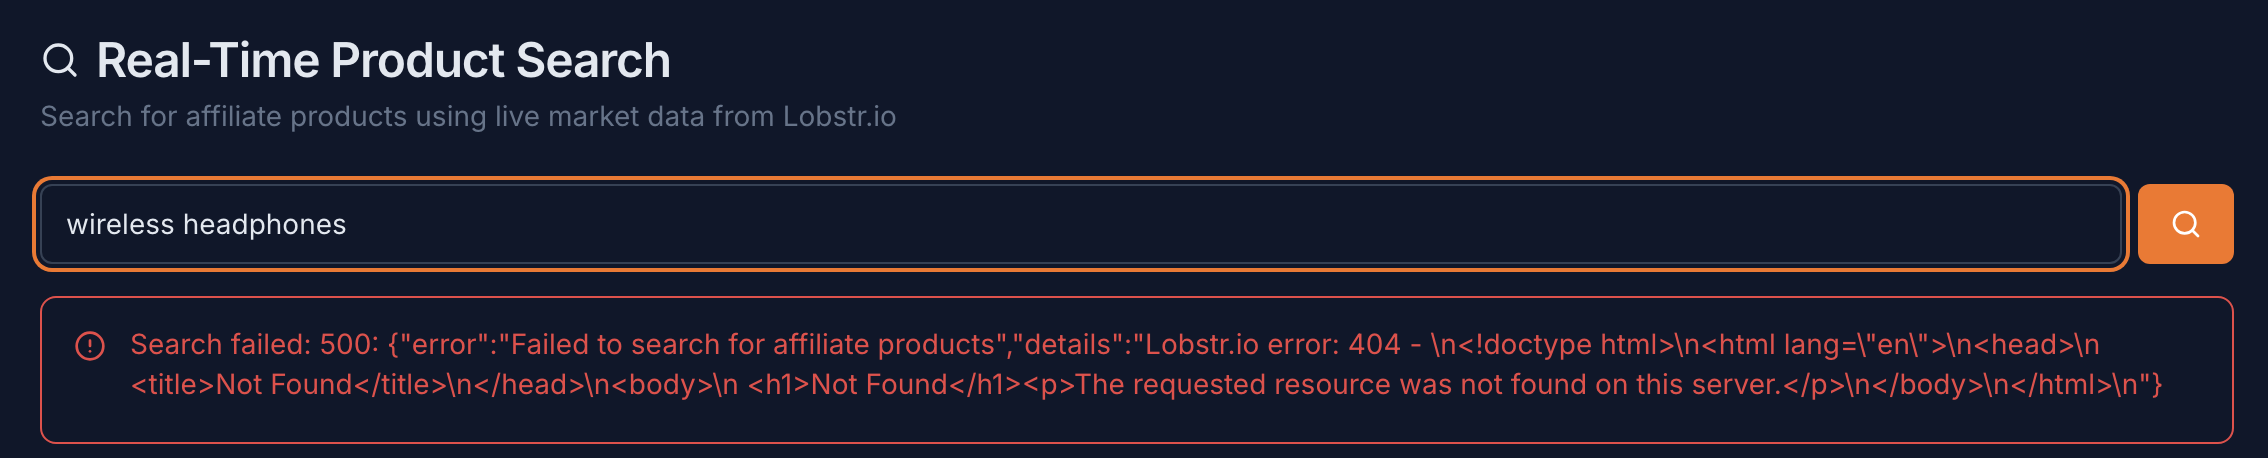 Real-Time Product Search
Search for affiliate products using live market data from Lobstr.io
wireless headphones
Search failed: 500: {"error":"Failed to search for affiliate products","details":"Lobstr.io error: 404 - \n<!doctype html>\n<html lang=\"en\">\n<head>\n
<title>Not Found</title>\n</head>\n<body>\n <h1>Not Found</h1><p>The requested resource was not found on this server.</p>\n</body>\n</html>\n"}